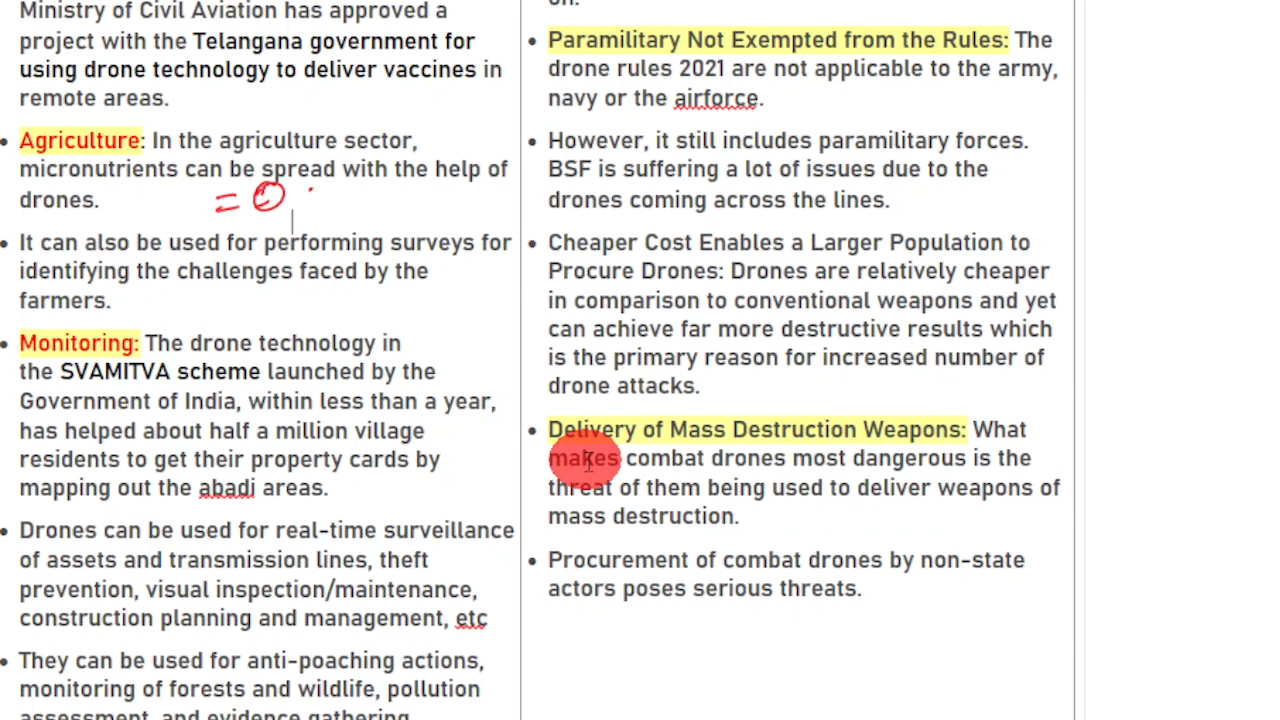 Ministry of Civil Aviation has approved a
project with the Telangana government for
using drone technology to deliver vaccines in
remote areas.
• Agriculture: In the agriculture sector,
micronutrients can be spread with the help of
drones.
• It can also be used for performing surveys for
identifying the challenges faced by the
farmers.
• Monitoring: The drone technology in
the SVAMITVA scheme launched by the
Government of India, within less than a year,
has helped about half a million village
residents to get their property cards by
mapping out the abadi areas.
• Drones can be used for real-time surveillance
of assets and transmission lines, theft
prevention, visual inspection/maintenance,
construction planning and management, etc
• They can be used for anti-poaching actions,
monitoring of forests and wildlife, pollution
assessment, and evidence gathering
on.
• Paramilitary Not Exempted from the Rules: The
drone rules 2021 are not applicable to the army,
navy or the airforce.
• However, it still includes paramilitary forces.
BSF is suffering a lot of issues due to the
drones coming across the lines.
• Cheaper Cost Enables a Larger Population to
Procure Drones: Drones are relatively cheaper
in comparison to conventional weapons and yet
can achieve far more destructive results which
is the primary reason for increased number of
drone attacks.
• Delivery of Mass Destruction Weapons: What
makes combat drones most dangerous is the
threat of them being used to deliver weapons of
mass destruction.
• Procurement of combat drones by non-state
actors poses serious threats.